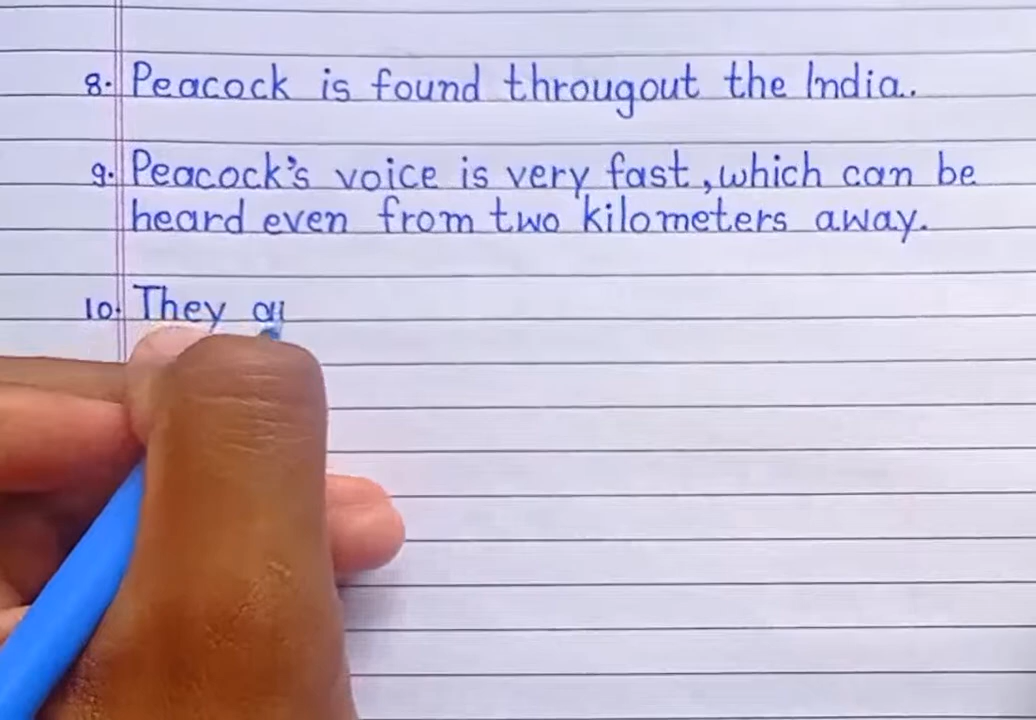 8. Peacock is found througout the India.
9. Peacock's voice is very fast, which can be
heard even from two kilometers away.
10. They